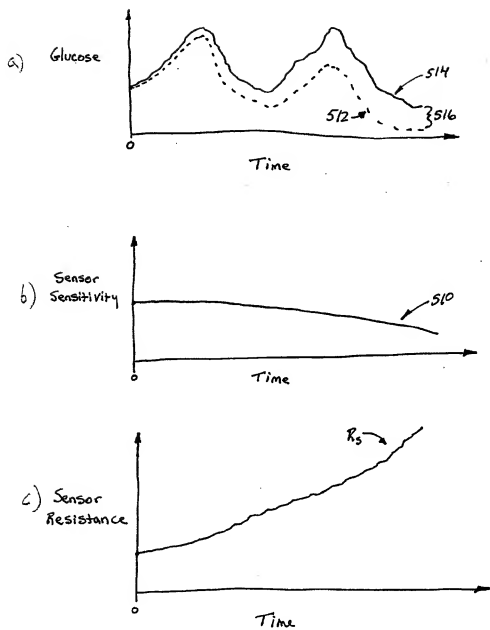 a) Glucose
514
512
516
0
Time
b) Sensor Sensitivity
510
0
Time
c) Sensor Resistance
Rs
0
Time